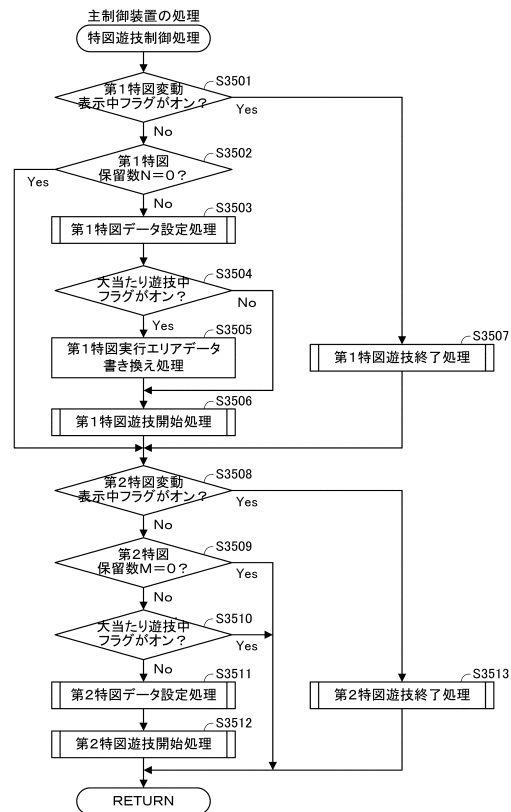 主制御装置の処理
特図遊技制御処理
S3501
第1特図変動
表示中フラグがオン?
Yes
No
S3502
第1特図
保留数N=0?
Yes
No
S3503
第1特図データ設定処理
S3504
大当たり遊技中
フラグがオン?
No
Yes
S3505
第1特図実行エリアデータ
書き換え処理
S3507
第1特図遊技終了処理
S3506
第1特図遊技開始処理
S3508
第2特図変動
表示中フラグがオン?
Yes
No
S3509
第2特図
保留数M=0?
Yes
No
S3510
大当たり遊技中
フラグがオン?
Yes
No
S3511
第2特図データ設定処理
S3513
第2特図遊技終了処理
S3512
第2特図遊技開始処理
RETURN